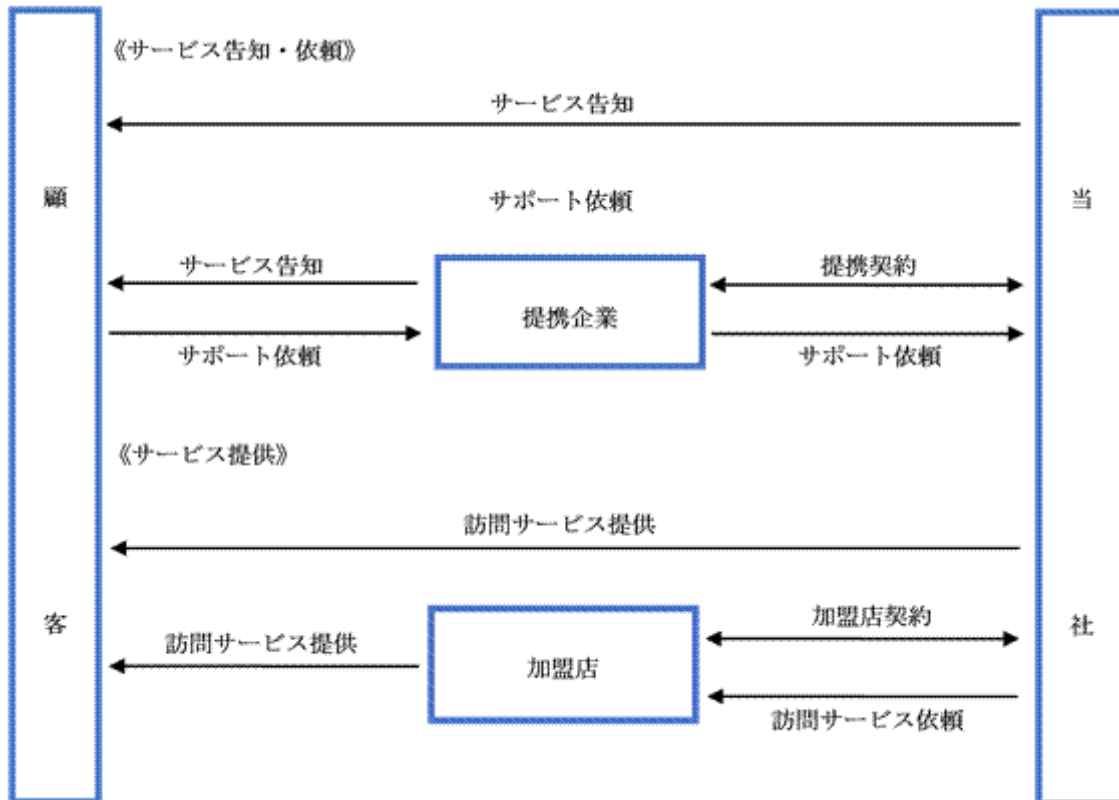 《サービス告知・依頼》
サービス告知
顧
サポート依頼
当
サービス告知
提携契約
提携企業
サポート依頼
サポート依頼
《サービス提供》
訪問サービス提供
客
加盟店契約
社
訪問サービス提供
加盟店
訪問サービス依頼